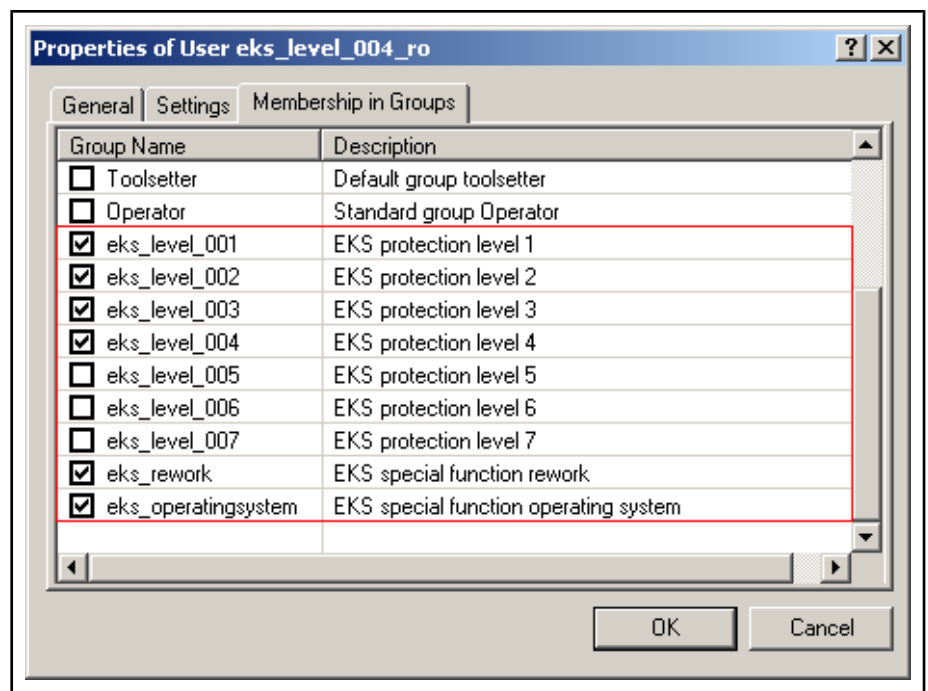 Properties of User eks_level_004_ro
General Settings Membership in Groups
Group Name Description
Toolsetter Default group toolsetter
Operator Standard group Operator
eks_level_001 EKS protection level 1
eks_level_002 EKS protection level 2
eks_level_003 EKS protection level 3
eks_level_004 EKS protection level 4
eks_level_005 EKS protection level 5
eks_level_006 EKS protection level 6
eks_level_007 EKS protection level 7
eks_rework EKS special function rework
eks_operatingsystem EKS special function operating system
OK Cancel